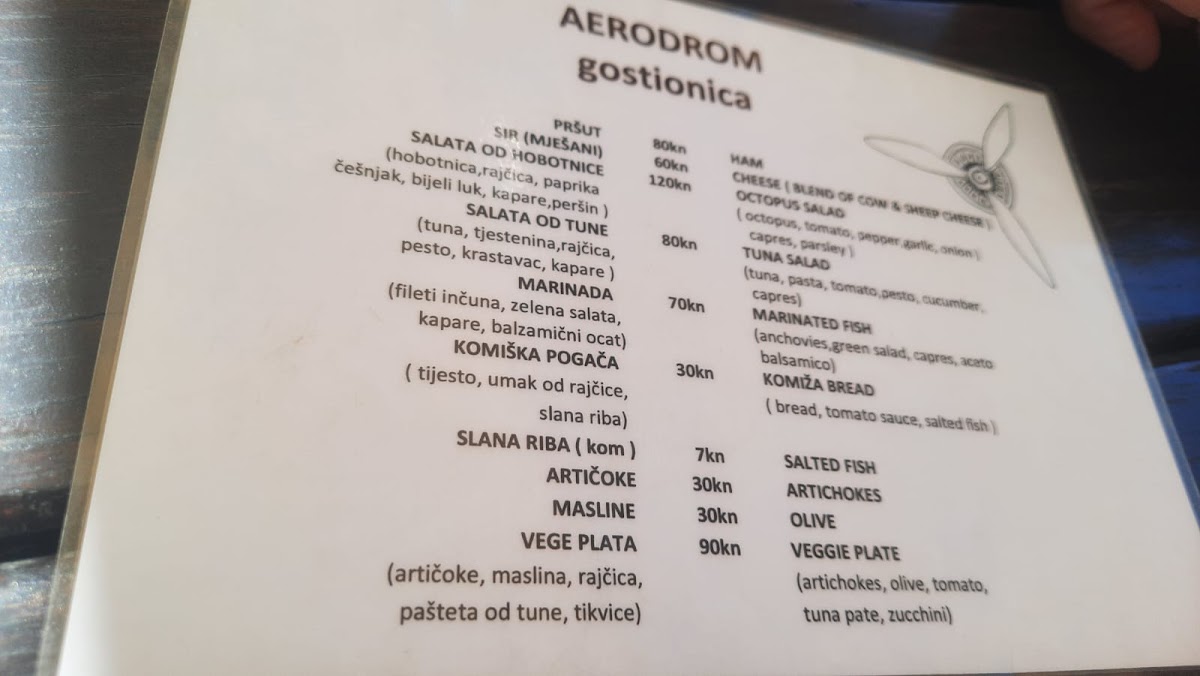 AERODROM
gostionica
PRŠUT 80kn HAM
SIR (MJEŠANI) 60kn CHEESE ( BLEND OF COW & SHEEP CHEESE )
SALATA OD HOBOTNICE 120kn OCTOPUS SALAD
(hobotnica,rajčica, paprika ( octopus, tomato, pepper,garlic, onion )
češnjak, bijeli luk, kapare,peršin ) capres, parsley )
SALATA OD TUNE 80kn TUNA SALAD
(tuna, tjestenina,rajčica, (tuna, pasta, tomato,pesto, cucumber,
pesto, krastavac, kapare ) capres)
MARINADA 70kn MARINATED FISH
(fileti inčuna, zelena salata, (anchovies,green salad, capres, aceto
kapare, balzamični ocat) balsamico)
KOMIŠKA POGAČA 30kn KOMIŽA BREAD
( tijesto, umak od rajčice, ( bread, tomato sauce, salted fish )
slana riba)
SLANA RIBA ( kom ) 7kn SALTED FISH
ARTIČOKE 30kn ARTICHOKES
MASLINE 30kn OLIVE
VEGE PLATA 90kn VEGGIE PLATE
(artičoke, maslina, rajčica, (artichokes, olive, tomato,
pašteta od tune, tikvice) tuna pate, zucchini)